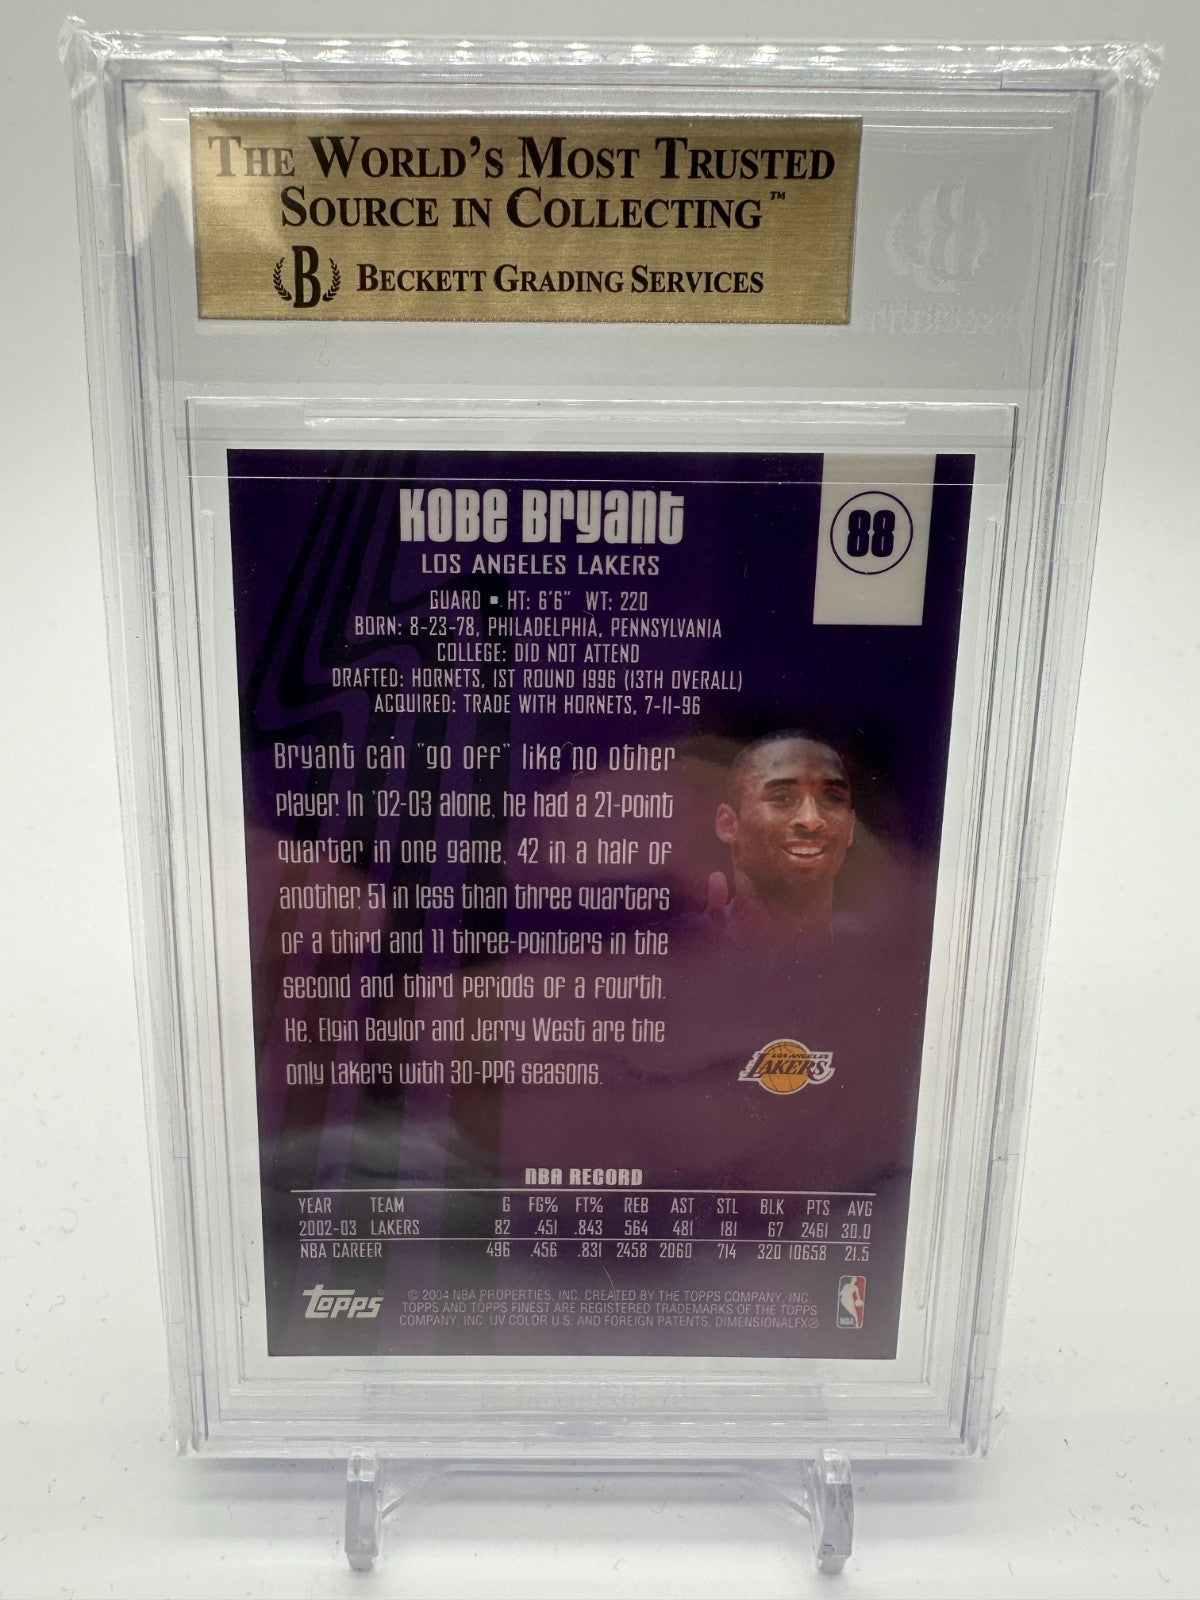 THE WORLD'S MOST TRUSTED
SOURCE IN COLLECTING™
B BECKETT GRADING SERVICES
KOBE BRYANT
88
LOS ANGELES LAKERS
GUARD ▪ HT: 6'6" WT: 220
BORN: 8-23-78, PHILADELPHIA, PENNSYLVANIA
COLLEGE: DID NOT ATTEND
DRAFTED: HORNETS, 1ST ROUND 1996 (13TH OVERALL)
ACQUIRED: TRADE WITH HORNETS, 7-11-96
Bryant can "go off" like no other
player. In '02-03 alone, he had a 21-point
quarter in one game, 42 in a half of
another, 51 in less than three quarters
of a third and 11 three-pointers in the
second and third periods of a fourth.
He, Elgin Baylor and Jerry West are the
only Lakers with 30-PPG seasons.
LOS ANGELES
LAKERS
NBA RECORD
YEAR TEAM G FG% FT% REB AST STL BLK PTS AVG
2002-03 LAKERS 82 .451 .843 564 481 181 67 2461 30.0
NBA CAREER 496 .456 .831 2458 2060 714 320 10658 21.5
TOPPS
© 2004 NBA PROPERTIES, INC. CREATED BY THE TOPPS COMPANY, INC.
TOPPS AND TOPPS FINEST ARE REGISTERED TRADEMARKS OF THE TOPPS
COMPANY, INC. UV COLOR U.S. AND FOREIGN PATENTS, DIMENSIONALFX®
NBA